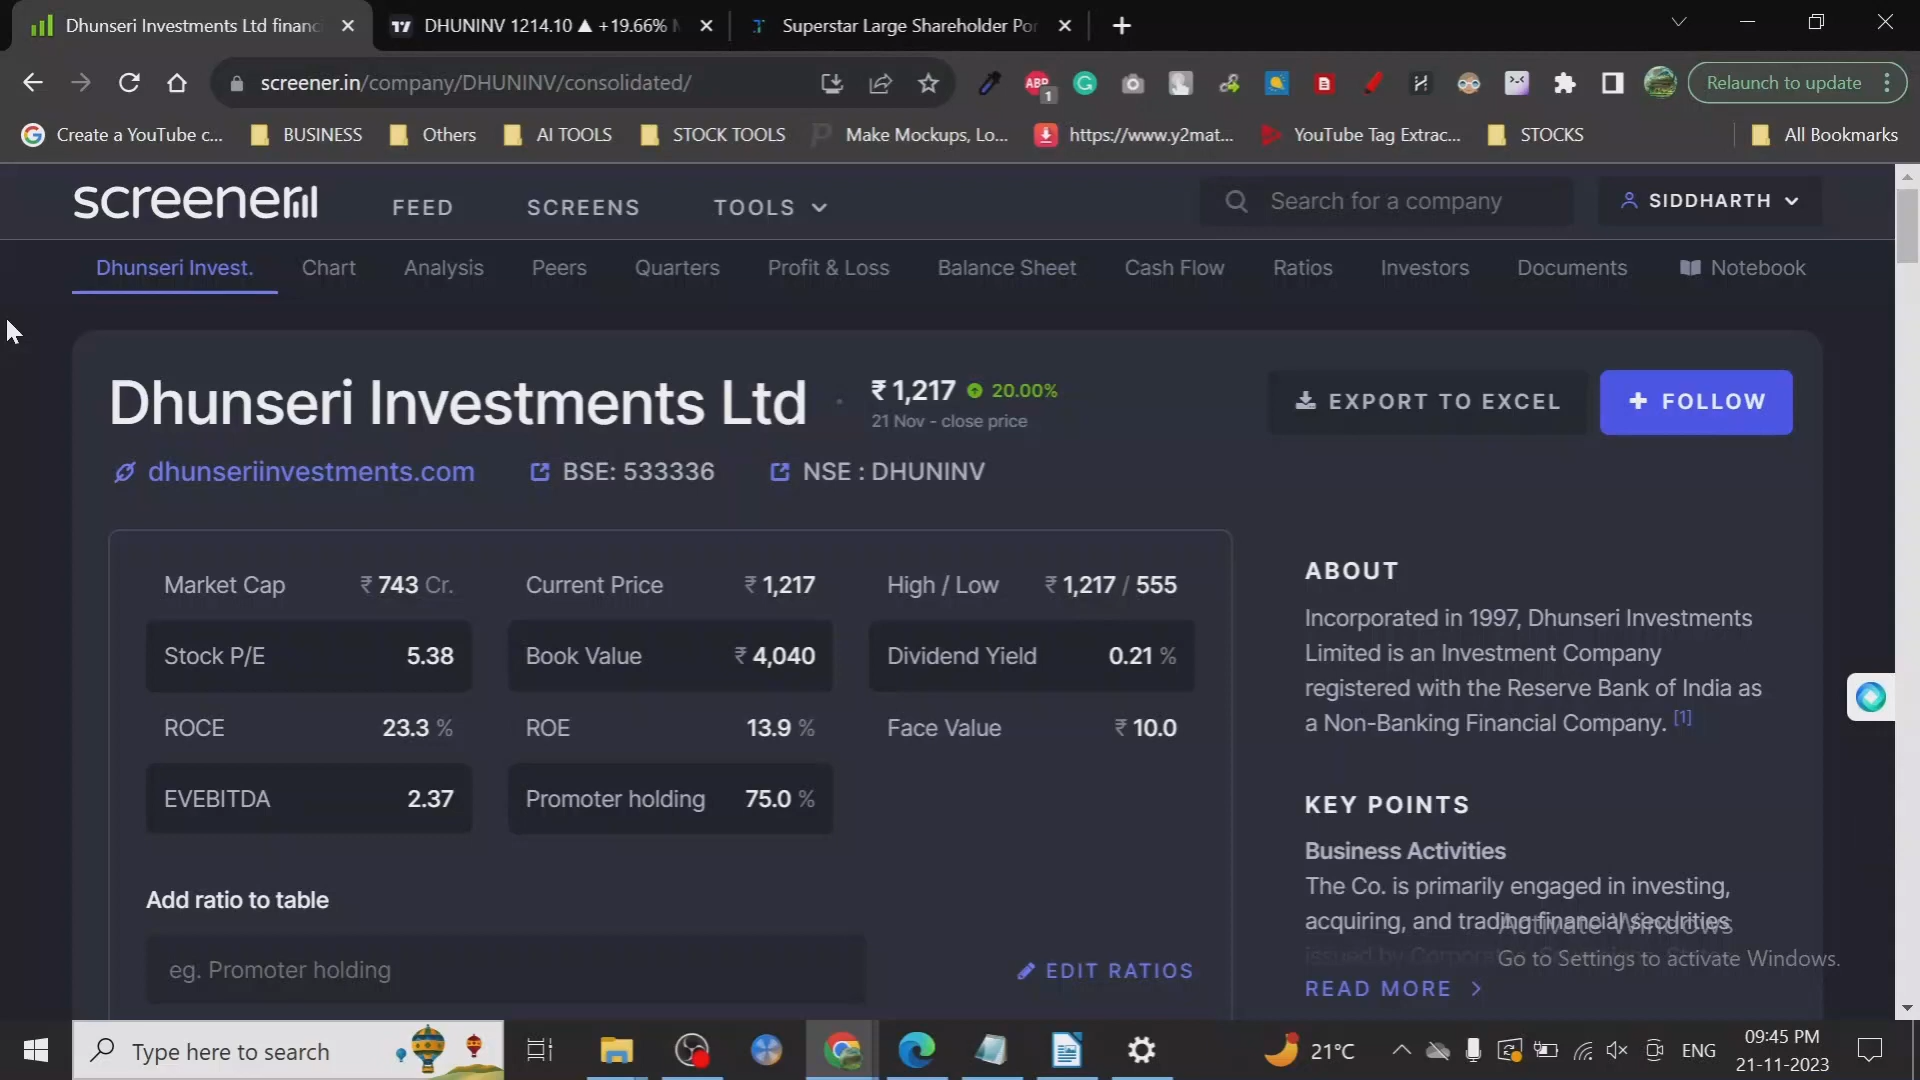 Dhunseri Investments Ltd financ
DHUNINV 1214.10 ▲ +19.66%
Superstar Large Shareholder Por
screener.in/company/DHUNINV/consolidated/
ABP
1
Relaunch to update
Create a YouTube c...
BUSINESS
Others
AI TOOLS
STOCK TOOLS
Make Mockups, Lo...
https://www.y2mat...
YouTube Tag Extrac...
STOCKS
All Bookmarks
screener
FEED
SCREENS
TOOLS
Search for a company
SIDDHARTH
Dhunseri Invest.
Chart
Analysis
Peers
Quarters
Profit & Loss
Balance Sheet
Cash Flow
Ratios
Investors
Documents
Notebook
Dhunseri Investments Ltd
₹ 1,217
20.00%
21 Nov - close price
EXPORT TO EXCEL
+ FOLLOW
dhunseriinvestments.com
BSE: 533336
NSE : DHUNINV
Market Cap ₹ 743 Cr.
Current Price ₹ 1,217
High / Low ₹ 1,217 / 555
Stock P/E 5.38
Book Value ₹ 4,040
Dividend Yield 0.21 %
ROCE 23.3 %
ROE 13.9 %
Face Value ₹ 10.0
EVEBITDA 2.37
Promoter holding 75.0 %
Add ratio to table
eg. Promoter holding
EDIT RATIOS
ABOUT
Incorporated in 1997, Dhunseri Investments
Limited is an Investment Company
registered with the Reserve Bank of India as
a Non-Banking Financial Company. [1]
KEY POINTS
Business Activities
The Co. is primarily engaged in investing,
acquiring, and trading financial securities
issued by
READ MORE
Activate Windows
Go to Settings to activate Windows.
Type here to search
21°C
ENG
09:45 PM
21-11-2023